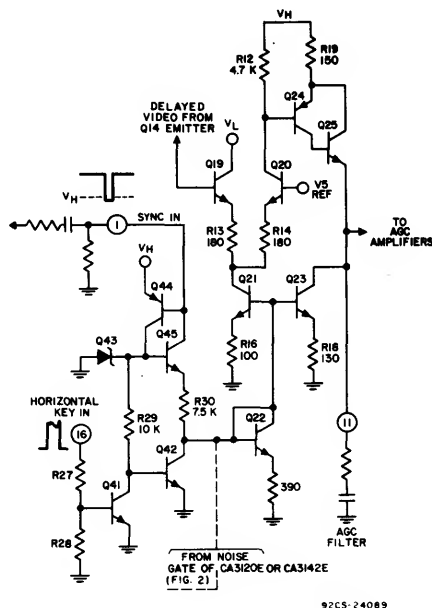 VH
R12
4.7 K
R19
150
Q24
Q25
DELAYED
VIDEO FROM
Q14 EMITTER
VL
Q19
Q20
V5
REF
VH
SYNC IN
1
R13
180
R14
180
TO
AGC
AMPLIFIERS
VH
Q44
Q21
Q23
Q45
Q43
R16
100
R18
130
HORIZONTAL
KEY IN
R29
10 K
R30
7.5 K
16
Q42
Q22
11
R27
Q41
390
R28
AGC
FILTER
FROM NOISE
GATE OF CA3120E OR CA3142E
(FIG. 2)
92CS-24089